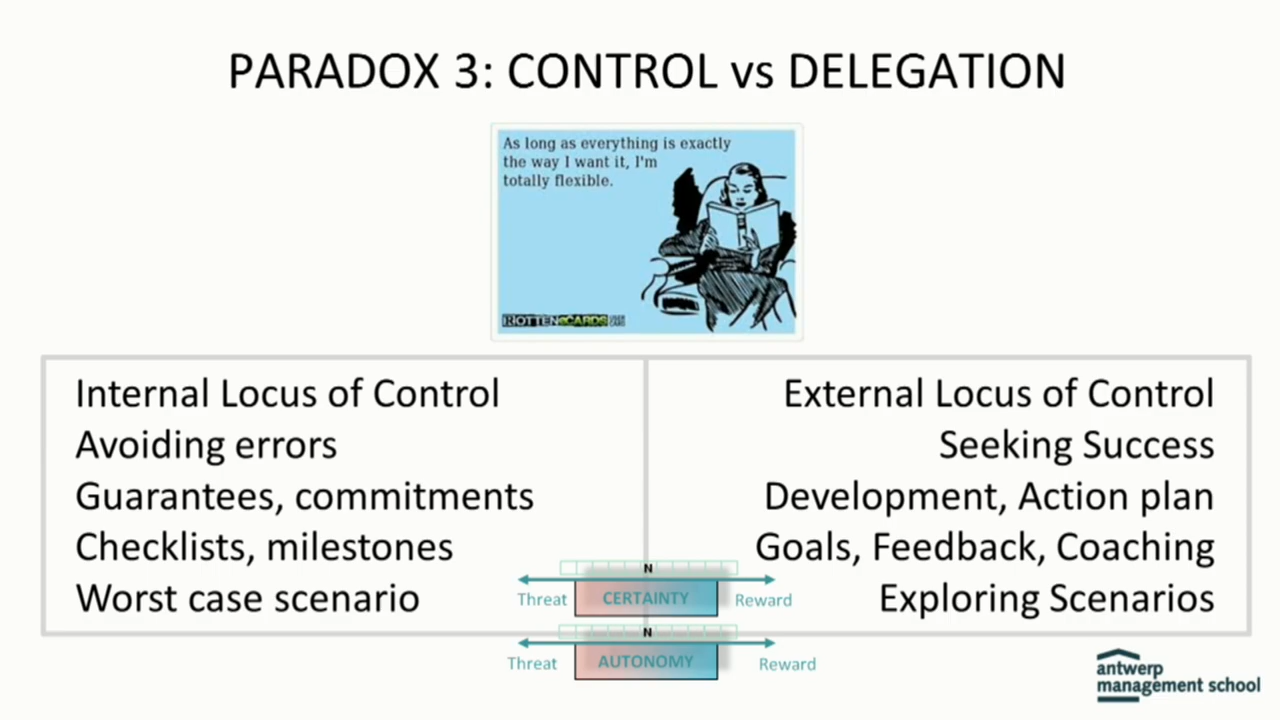 PARADOX 3: CONTROL vs DELEGATION
As long as everything is exactly
the way I want it, I'm
totally flexible.
ROTTENECARDS
Internal Locus of Control
Avoiding errors
Guarantees, commitments
Checklists, milestones
Worst case scenario
External Locus of Control
Seeking Success
Development, Action plan
Goals, Feedback, Coaching
Exploring Scenarios
N
Threat CERTAINTY Reward
N
Threat AUTONOMY Reward
antwerp
management school